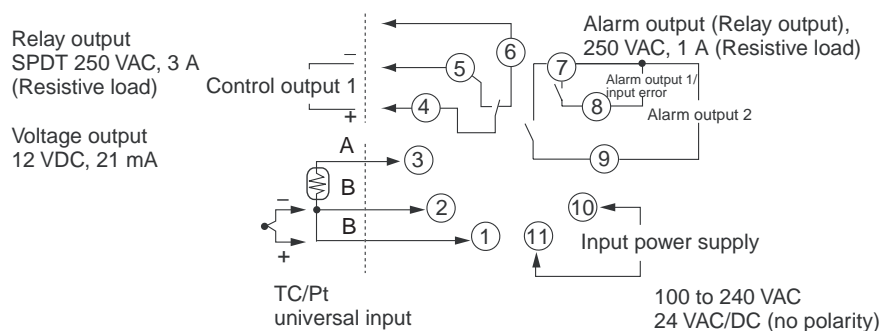 Relay output
SPDT 250 VAC, 3 A
(Resistive load)
Voltage output
12 VDC, 21 mA
Control output 1
−
+
6
5
4
Alarm output (Relay output),
250 VAC, 1 A (Resistive load)
7
Alarm output 1/
input error
8
Alarm output 2
9
A
3
B
2
B
1
−
+
TC/Pt
universal input
10
11
Input power supply
100 to 240 VAC
24 VAC/DC (no polarity)